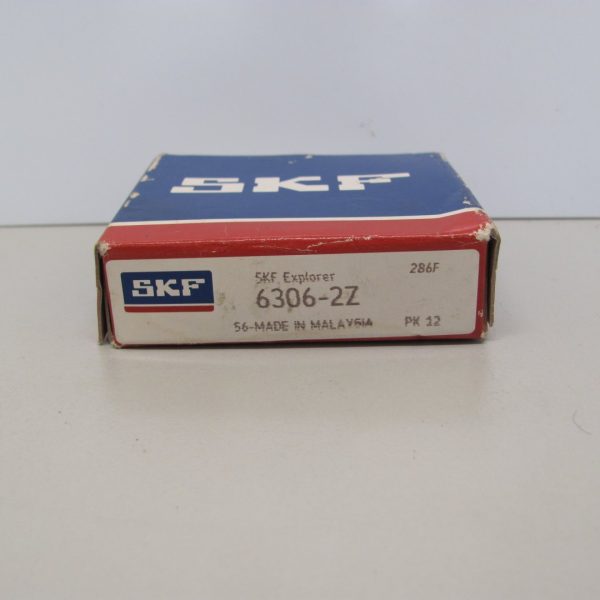 SKF
SKF
SKF Explorer
286F
6306-2Z
56-MADE IN MALAYSIA
PK 12